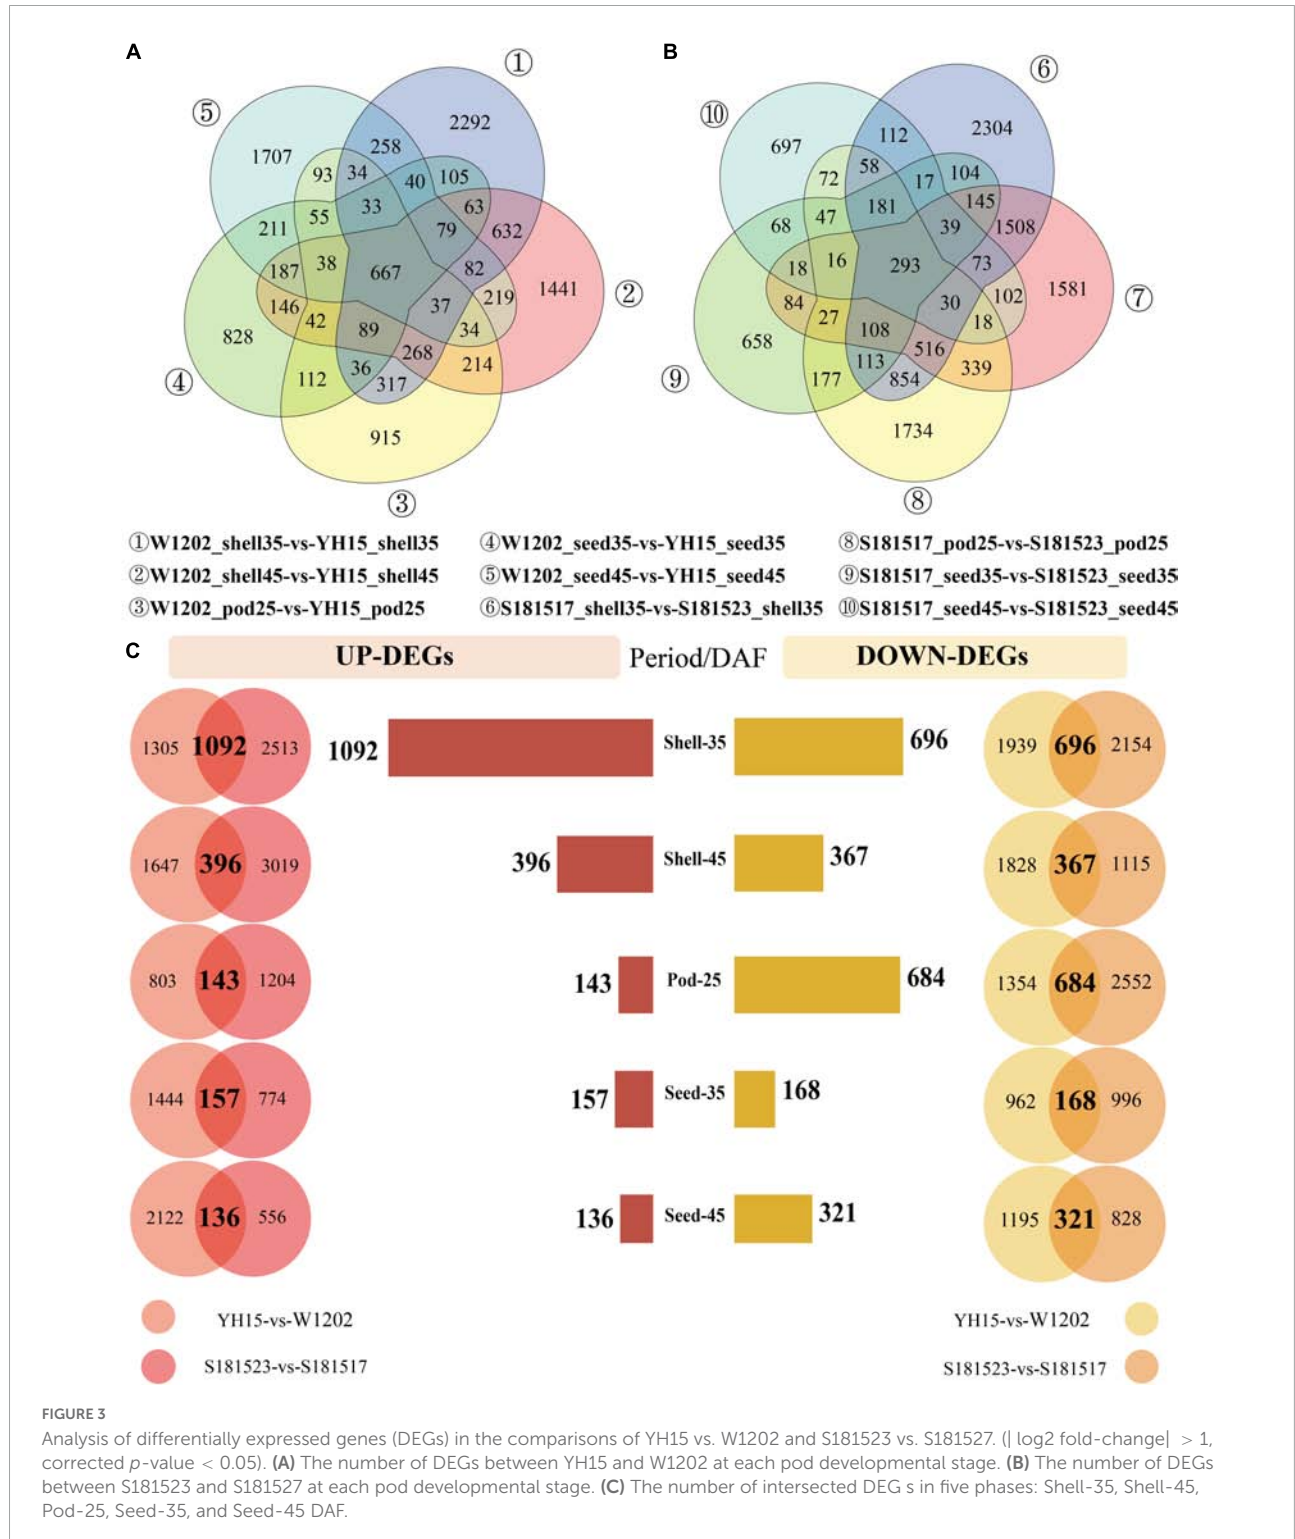 A
B
①
⑥
⑤
⑩
2292
2304
1707
258
697
112
93
34
40
105
72
58
17
104
55
33
63
47
181
145
211
79
632
68
39
1508
187
38
667
82
18
16
293
73
146
42
37
219
1441
②
84
27
30
102
1581
⑦
828
89
34
658
108
18
268
516
112
36
317
214
177
113
854
339
④
⑨
915
1734
③
⑧
①W1202_shell35-vs-YH15_shell35
④W1202_seed35-vs-YH15_seed35
⑧S181517_pod25-vs-S181523_pod25
②W1202_shell45-vs-YH15_shell45
⑤W1202_seed45-vs-YH15_seed45
⑨S181517_seed35-vs-S181523_seed35
③W1202_pod25-vs-YH15_pod25
⑥S181517_shell35-vs-S181523_shell35
⑩S181517_seed45-vs-S181523_seed45
C
UP-DEGs
Period/DAF
DOWN-DEGs
1305 1092 2513
1092
Shell-35
696
1939 696 2154
1647 396 3019
396
Shell-45
367
1828 367 1115
803 143 1204
143
Pod-25
684
1354 684 2552
1444 157 774
157
Seed-35
168
962 168 996
2122 136 556
136
Seed-45
321
1195 321 828
YH15-vs-W1202
YH15-vs-W1202
S181523-vs-S181517
S181523-vs-S181517
FIGURE 3
Analysis of differentially expressed genes (DEGs) in the comparisons of YH15 vs. W1202 and S181523 vs. S181527. (| log2 fold-change| > 1,
corrected p-value < 0.05). (A) The number of DEGs between YH15 and W1202 at each pod developmental stage. (B) The number of DEGs
between S181523 and S181527 at each pod developmental stage. (C) The number of intersected DEG s in five phases: Shell-35, Shell-45,
Pod-25, Seed-35, and Seed-45 DAF.